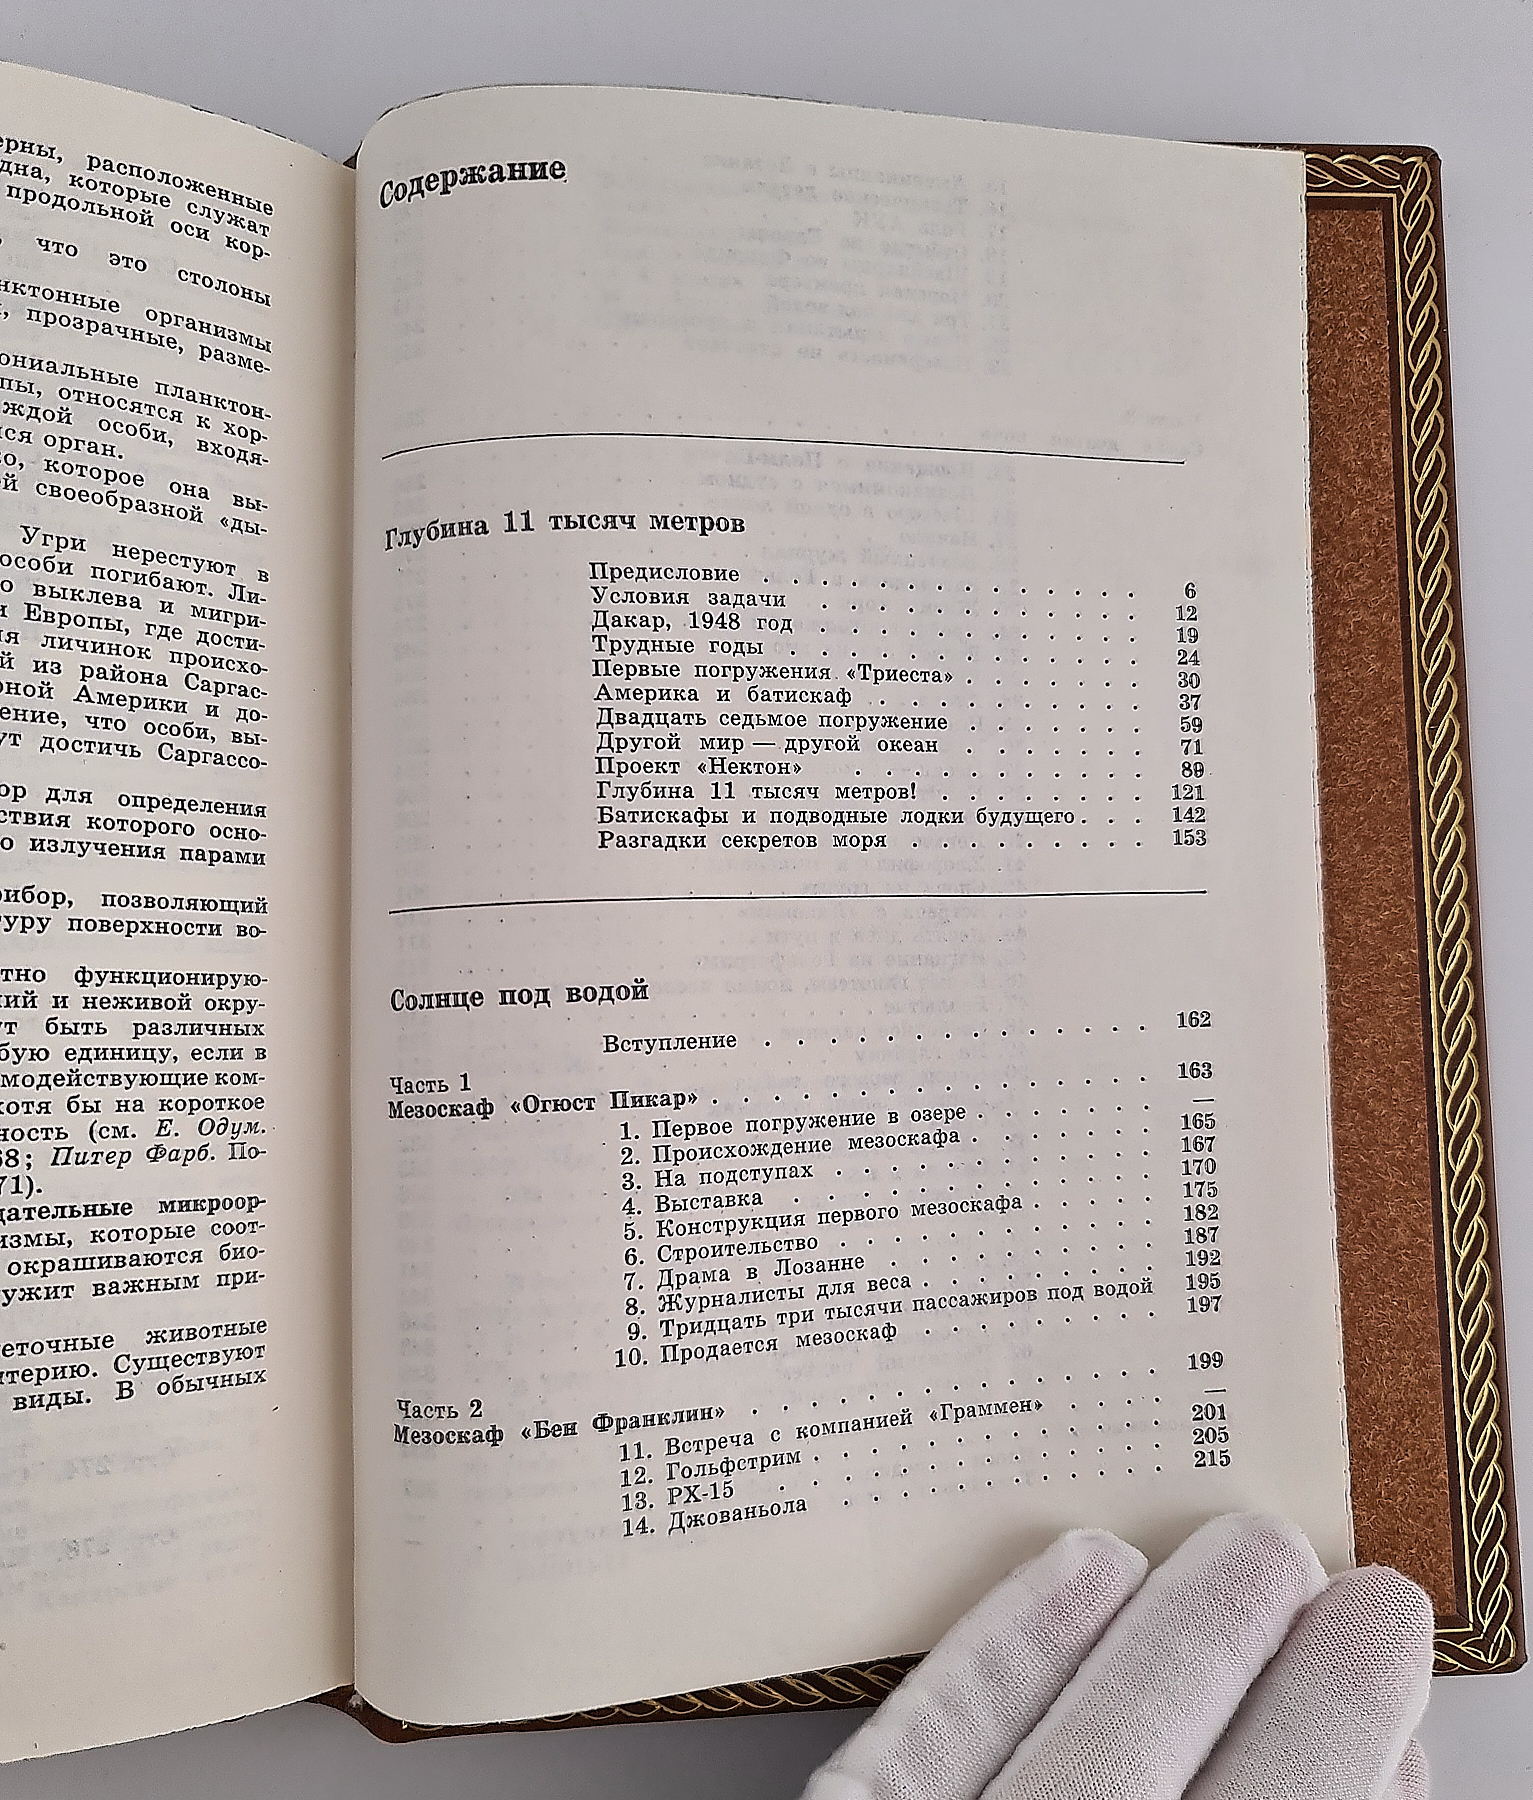 ерны, расположенные
дна, которые служат
продольной оси кор-
что это столоны
нктонные организмы
, прозрачные, разме-
ониальные планктон-
пы, относятся к хор-
аждой особи, входя-
ся орган.
о, которое она вы-
ей своеобразной «ды-
Угри нерестуют в
особи погибают. Ли-
о выклева и мигри-
и Европы, где дости-
ия личинок происхо-
й из района Саргас-
рной Америки и до-
ение, что особи, вы-
ут достичь Саргассо-
ор для определения
ствия которого осно-
о излучения парами
рибор, позволяющий
туру поверхности во-
тно функционирую-
ний и неживой окру-
ут быть различных
бую единицу, если в
модействующие ком-
хотя бы на короткое
ность (см. Е. Одум.
68; Питер Фарб. По-
71).
дательные микроор-
измы, которые соот-
окрашиваются био-
ужит важным при-
еточные животные
терию. Существуют
виды. В обычных
Содержание
Глубина 11 тысяч метров
Предисловие . . . . . . . . . . . . . 6
Условия задачи . . . . . . . . . . . 12
Дакар, 1948 год . . . . . . . . . . . 19
Трудные годы . . . . . . . . . . . . 24
Первые погружения «Триеста» . . . . . . 30
Америка и батискаф . . . . . . . . . 37
Двадцать седьмое погружение . . . . . . 59
Другой мир — другой океан . . . . . . 71
Проект «Нектон» . . . . . . . . . . 89
Глубина 11 тысяч метров! . . . . . . . 121
Батискафы и подводные лодки будущего . . . 142
Разгадки секретов моря . . . . . . . . 153
Солнце под водой
Вступление . . . . . . . . . . . . . 162
Часть 1
Мезоскаф «Огюст Пикар» . . . . . . . . . . . . 163
1. Первое погружение в озере . . . . . . —
2. Происхождение мезоскафа . . . . . . 165
3. На подступах . . . . . . . . . . . 167
4. Выставка . . . . . . . . . . . . 170
5. Конструкция первого мезоскафа . . . . 175
6. Строительство . . . . . . . . . . 182
7. Драма в Лозанне . . . . . . . . . 187
8. Журналисты для веса . . . . . . . . 192
9. Тридцать три тысячи пассажиров под водой 195
10. Продается мезоскаф . . . . . . . . 197
Часть 2
Мезоскаф «Бен Франклин» . . . . . . . . . . . . 199
11. Встреча с компанией «Граммен» . . . . —
12. Гольфстрим . . . . . . . . . . . 201
13. РХ-15 . . . . . . . . . . . . . 205
14. Джованьола . . . . . . . . . . . 215